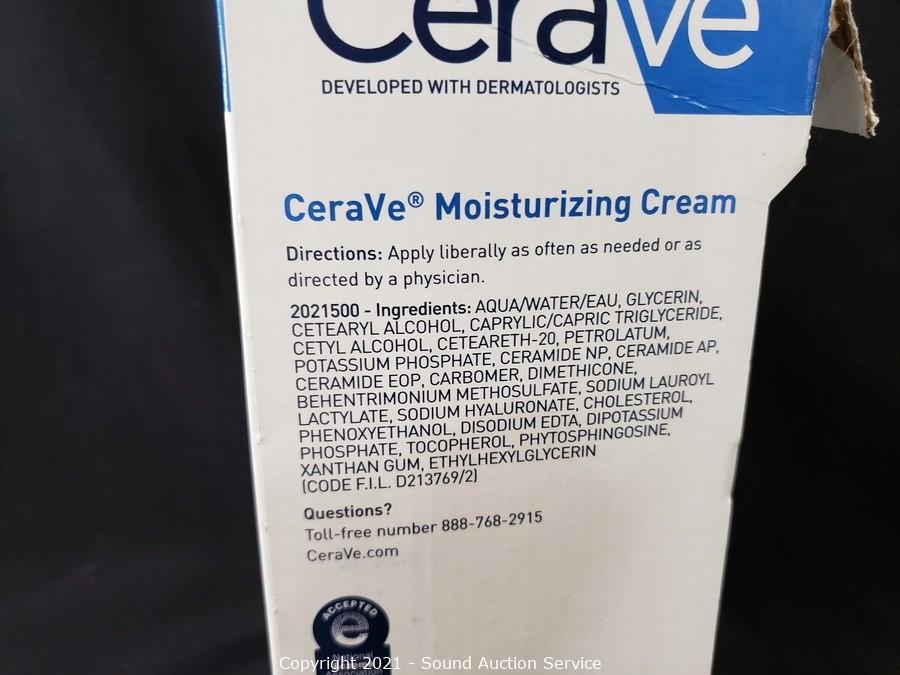 CeraVe
DEVELOPED WITH DERMATOLOGISTS
CeraVe® Moisturizing Cream
Directions: Apply liberally as often as needed or as
directed by a physician.
2021500 - Ingredients: AQUA/WATER/EAU, GLYCERIN,
CETEARYL ALCOHOL, CAPRYLIC/CAPRIC TRIGLYCERIDE,
CETYL ALCOHOL, CETEARETH-20, PETROLATUM,
POTASSIUM PHOSPHATE, CERAMIDE NP, CERAMIDE AP,
CERAMIDE EOP, CARBOMER, DIMETHICONE,
BEHENTRIMONIUM METHOSULFATE, SODIUM LAUROYL
LACTYLATE, SODIUM HYALURONATE, CHOLESTEROL,
PHENOXYETHANOL, DISODIUM EDTA, DIPOTASSIUM
PHOSPHATE, TOCOPHEROL, PHYTOSPHINGOSINE,
XANTHAN GUM, ETHYLHEXYLGLYCERIN
(CODE F.I.L. D213769/2)
Questions?
Toll-free number 888-768-2915
CeraVe.com
ACCEPTED
National
Association
Copyright 2021 - Sound Auction Service